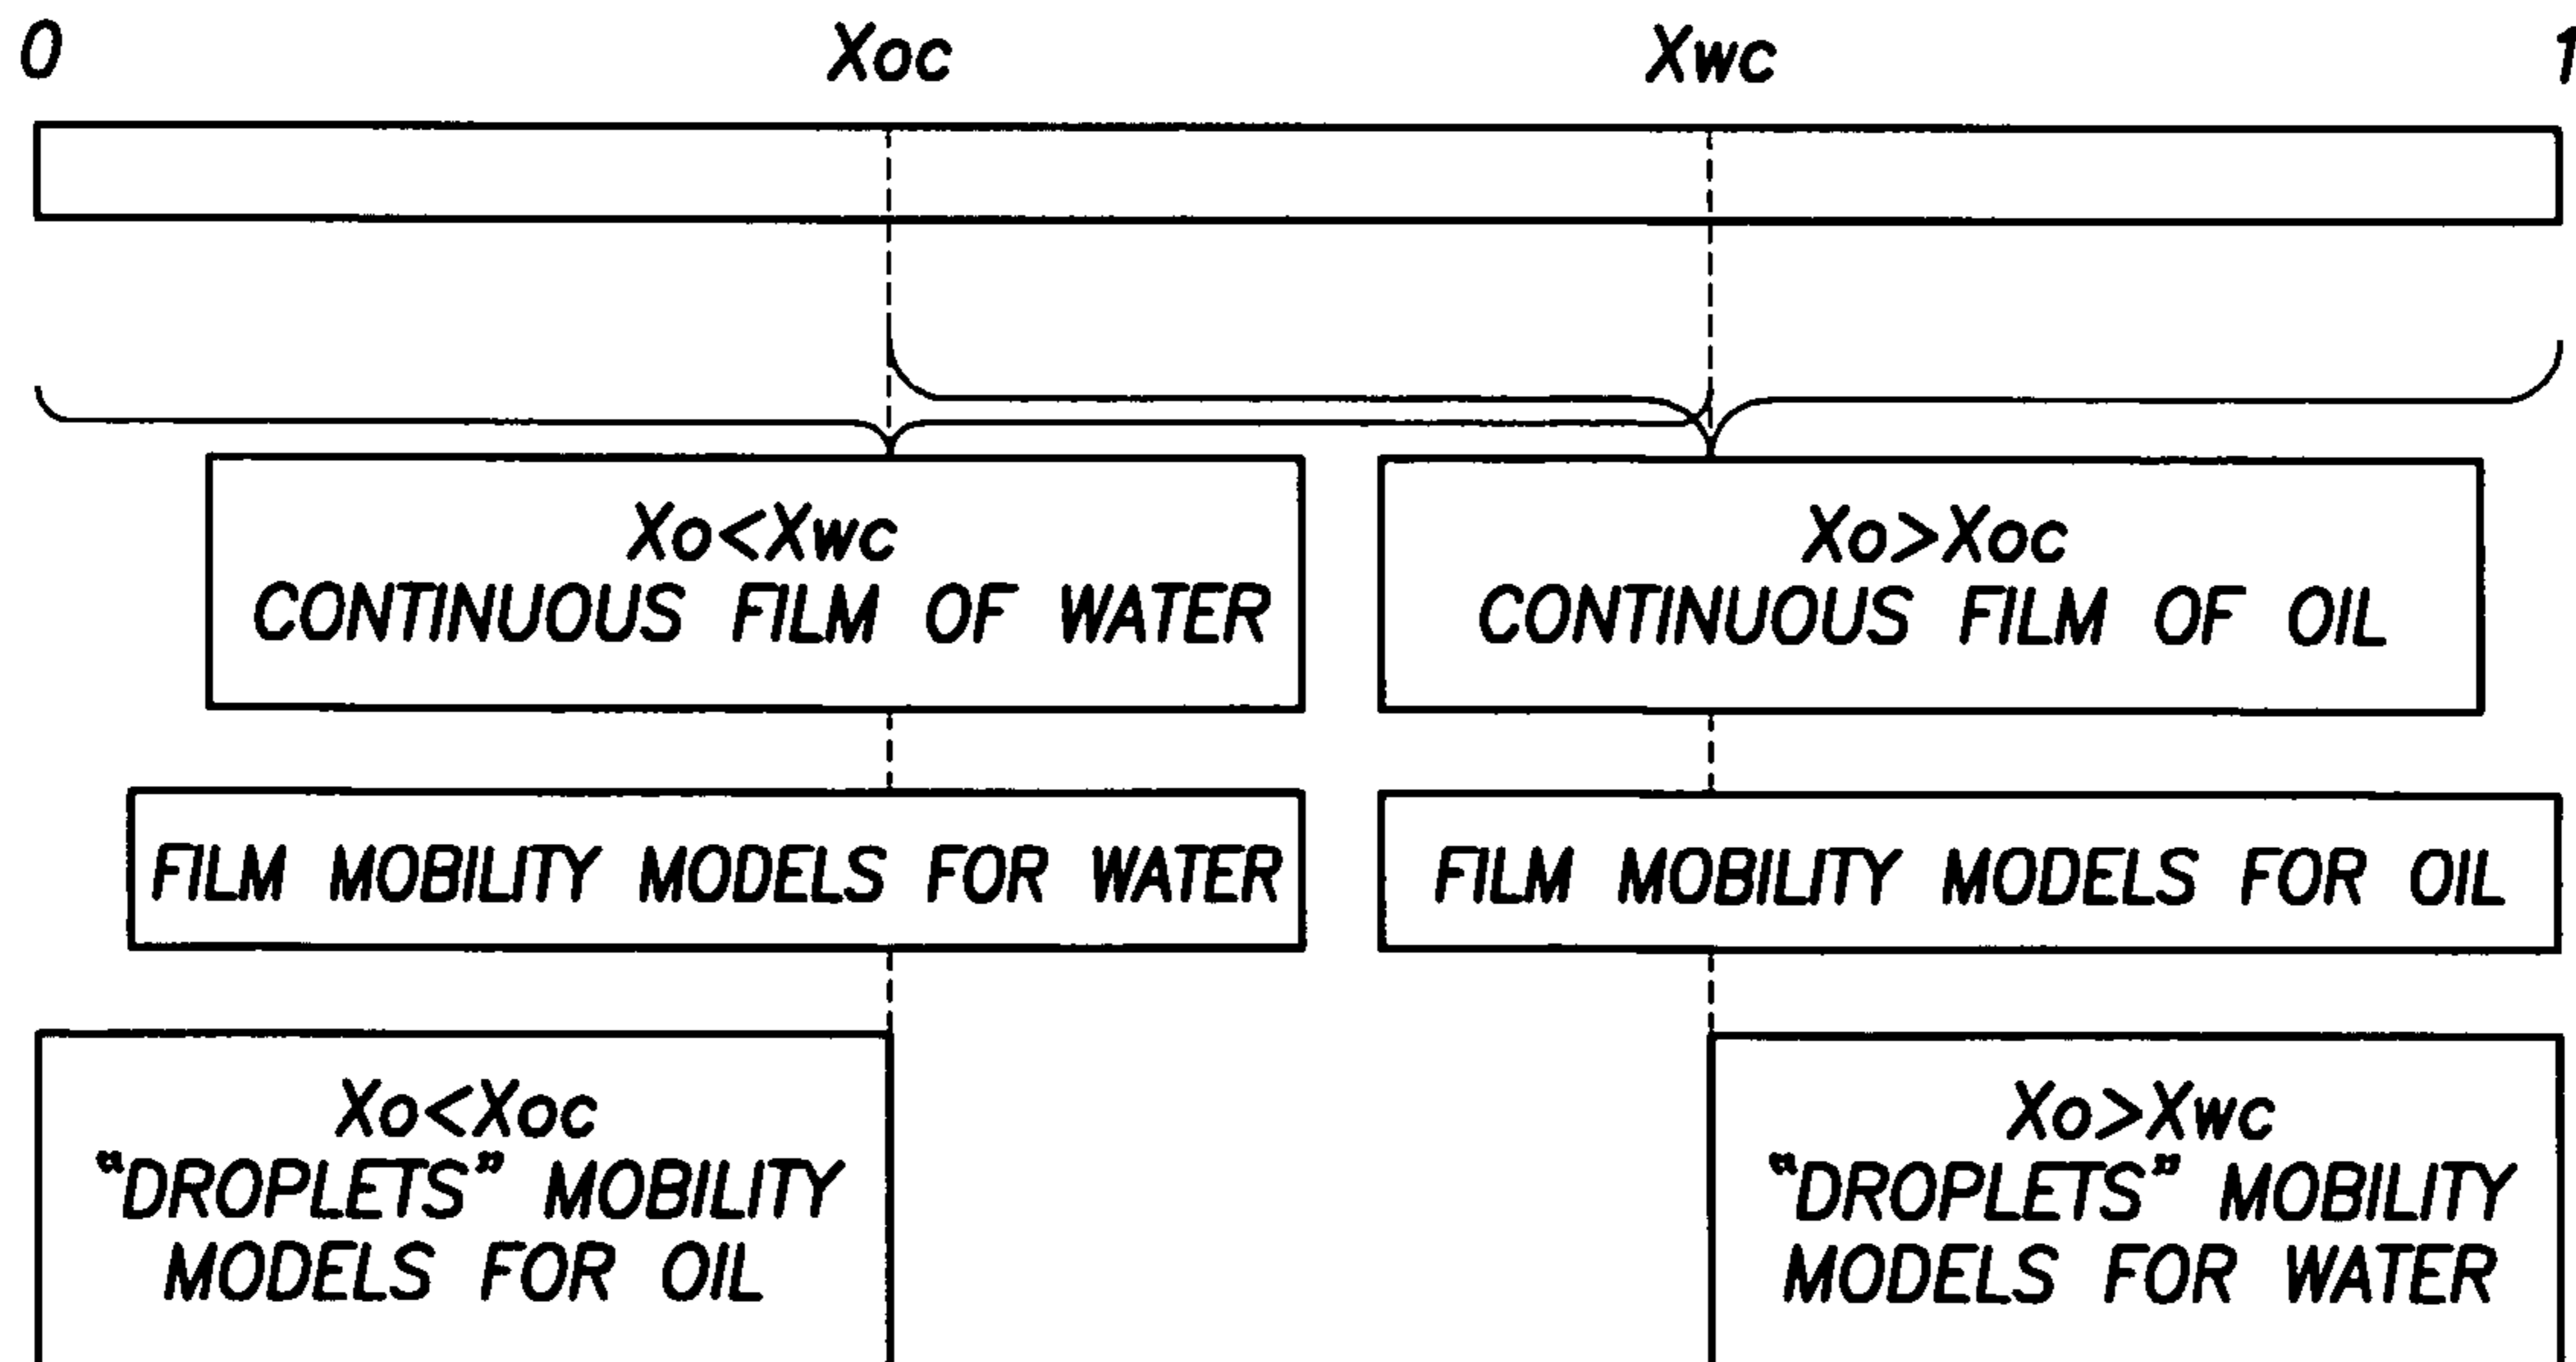 0 Xoc Xwc 1
Xo<Xwc
CONTINUOUS FILM OF WATER
Xo>Xoc
CONTINUOUS FILM OF OIL
FILM MOBILITY MODELS FOR WATER
FILM MOBILITY MODELS FOR OIL
Xo<Xoc
“DROPLETS” MOBILITY
MODELS FOR OIL
Xo>Xwc
“DROPLETS” MOBILITY
MODELS FOR WATER